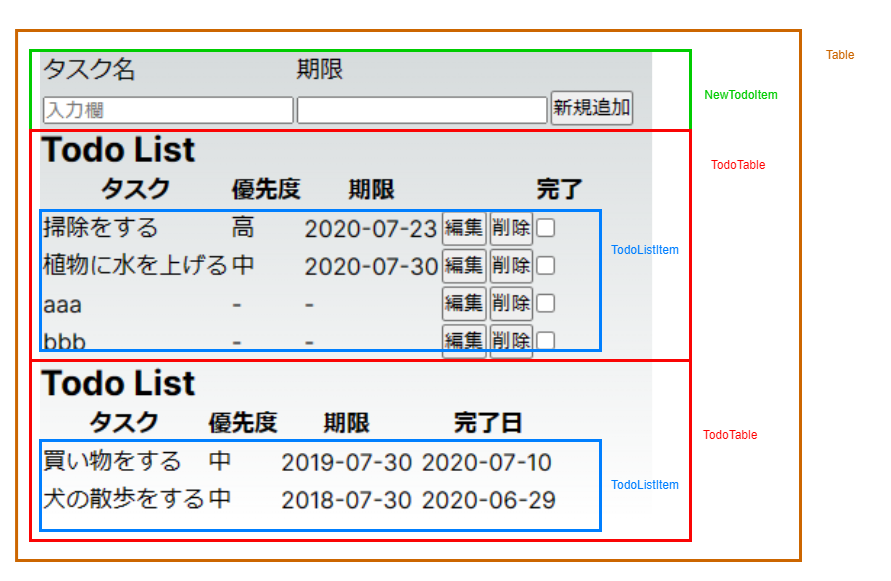 Table
タスク名 期限
NewTodoItem
入力欄 新規追加
Todo List
TodoTable
タスク 優先度 期限 完了
掃除をする 高 2020-07-23 編集 削除
TodoListItem
植物に水を上げる 中 2020-07-30 編集 削除
aaa - - 編集 削除
bbb - - 編集 削除
Todo List
タスク 優先度 期限 完了日
TodoTable
買い物をする 中 2019-07-30 2020-07-10
TodoListItem
犬の散歩をする 中 2018-07-30 2020-06-29